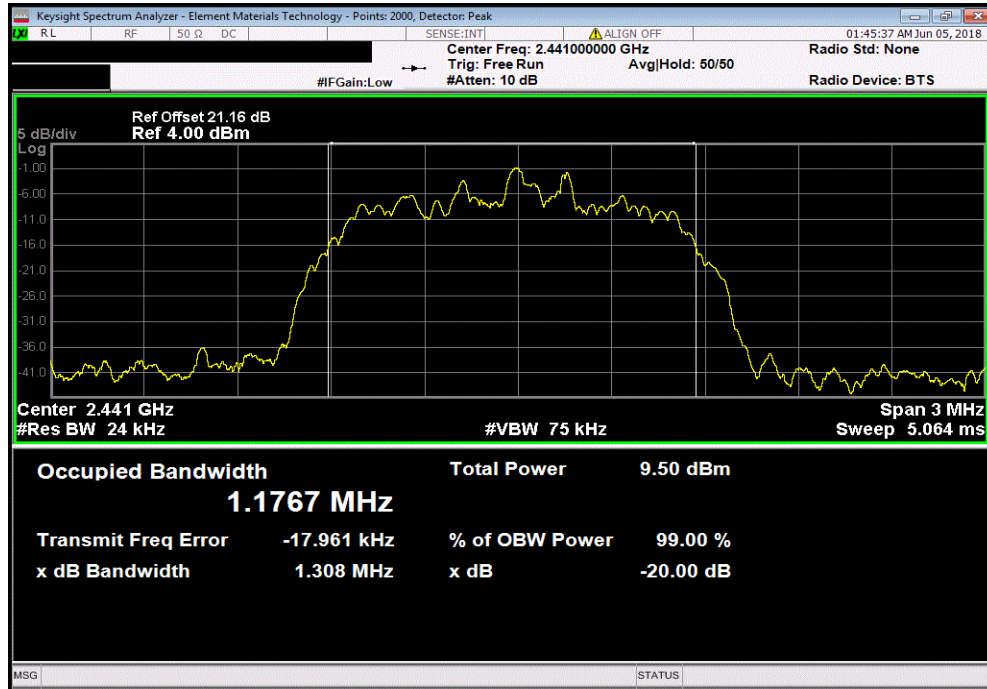 Keysight Spectrum Analyzer - Element Materials Technology - Points: 2000, Detector: Peak
LXI RL RF 50 Ω DC SENSE:INT ALIGN OFF 01:45:37 AM Jun 05, 2018
Center Freq: 2.441000000 GHz Radio Std: None
Trig: Free Run Avg|Hold: 50/50
#IFGain:Low #Atten: 10 dB Radio Device: BTS
Ref Offset 21.16 dB
5 dB/div Ref 4.00 dBm
Log
-1.00
-6.00
-11.0
-16.0
-21.0
-26.0
-31.0
-36.0
-41.0
Center 2.441 GHz Span 3 MHz
#Res BW 24 kHz #VBW 75 kHz Sweep 5.064 ms
Occupied Bandwidth Total Power 9.50 dBm
1.1767 MHz
Transmit Freq Error -17.961 kHz % of OBW Power 99.00 %
x dB Bandwidth 1.308 MHz x dB -20.00 dB
MSG STATUS